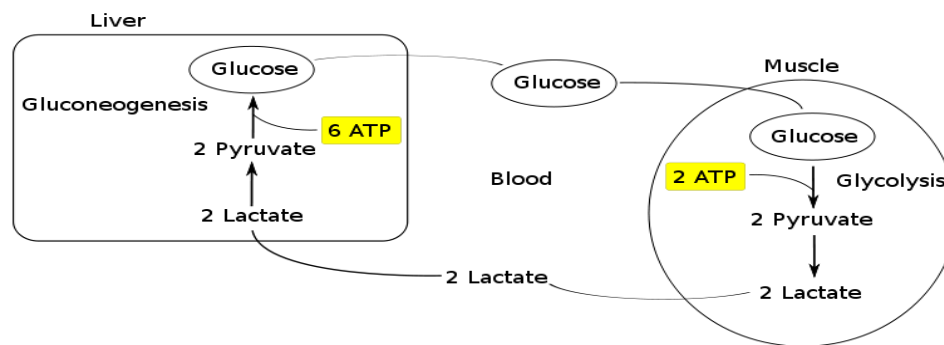 Liver
Glucose
Gluconeogenesis
6 ATP
2 Pyruvate
2 Lactate
Glucose
Blood
2 Lactate
Muscle
Glucose
2 ATP
Glycolysis
2 Pyruvate
2 Lactate